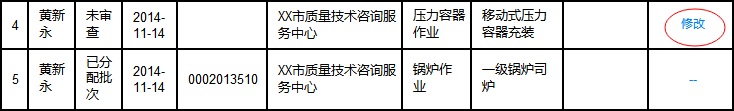 4 黄新永 未审查 2014-11-14 XX市质量技术咨询服务中心 压力容器作业 移动式压力容器充装 修改
5 黄新永 已分配批次 2014-11-14 0002013510 XX市质量技术咨询服务中心 锅炉作业 一级锅炉司炉 --